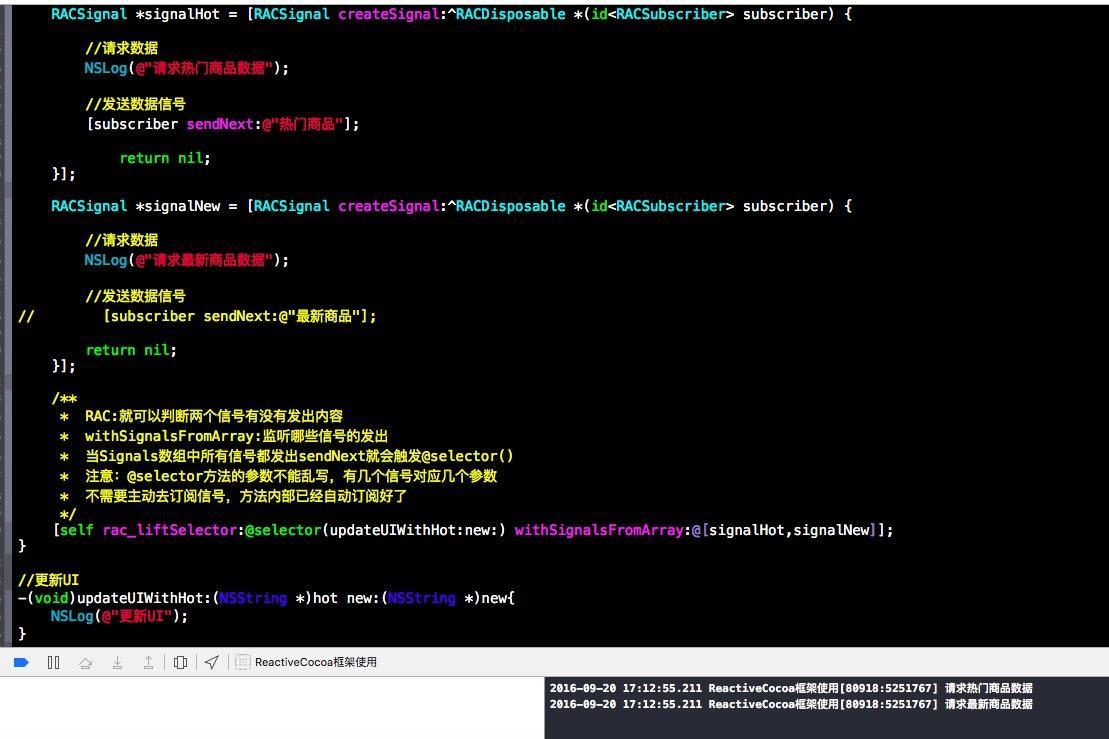 RACSignal *signalHot = [RACSignal createSignal:^RACDisposable *(id<RACSubscriber> subscriber) {
//请求数据
NSLog(@"请求热门商品数据");
//发送数据信号
[subscriber sendNext:@"热门商品"];
return nil;
}];
RACSignal *signalNew = [RACSignal createSignal:^RACDisposable *(id<RACSubscriber> subscriber) {
//请求数据
NSLog(@"请求最新商品数据");
//发送数据信号
// [subscriber sendNext:@"最新商品"];
return nil;
}];
/**
* RAC:就可以判断两个信号有没有发出内容
* withSignalsFromArray:监听哪些信号的发出
* 当Signals数组中所有信号都发出sendNext就会触发@selector()
* 注意：@selector方法的参数不能乱写，有几个信号对应几个参数
* 不需要主动去订阅信号，方法内部已经自动订阅好了
*/
[self rac_liftSelector:@selector(updateUIWithHot:new:) withSignalsFromArray:@[signalHot,signalNew]];
}
//更新UI
-(void)updateUIWithHot:(NSString *)hot new:(NSString *)new{
NSLog(@"更新UI");
}
ReactiveCocoa框架使用
2016-09-20 17:12:55.211 ReactiveCocoa框架使用[80918:5251767] 请求热门商品数据
2016-09-20 17:12:55.211 ReactiveCocoa框架使用[80918:5251767] 请求最新商品数据